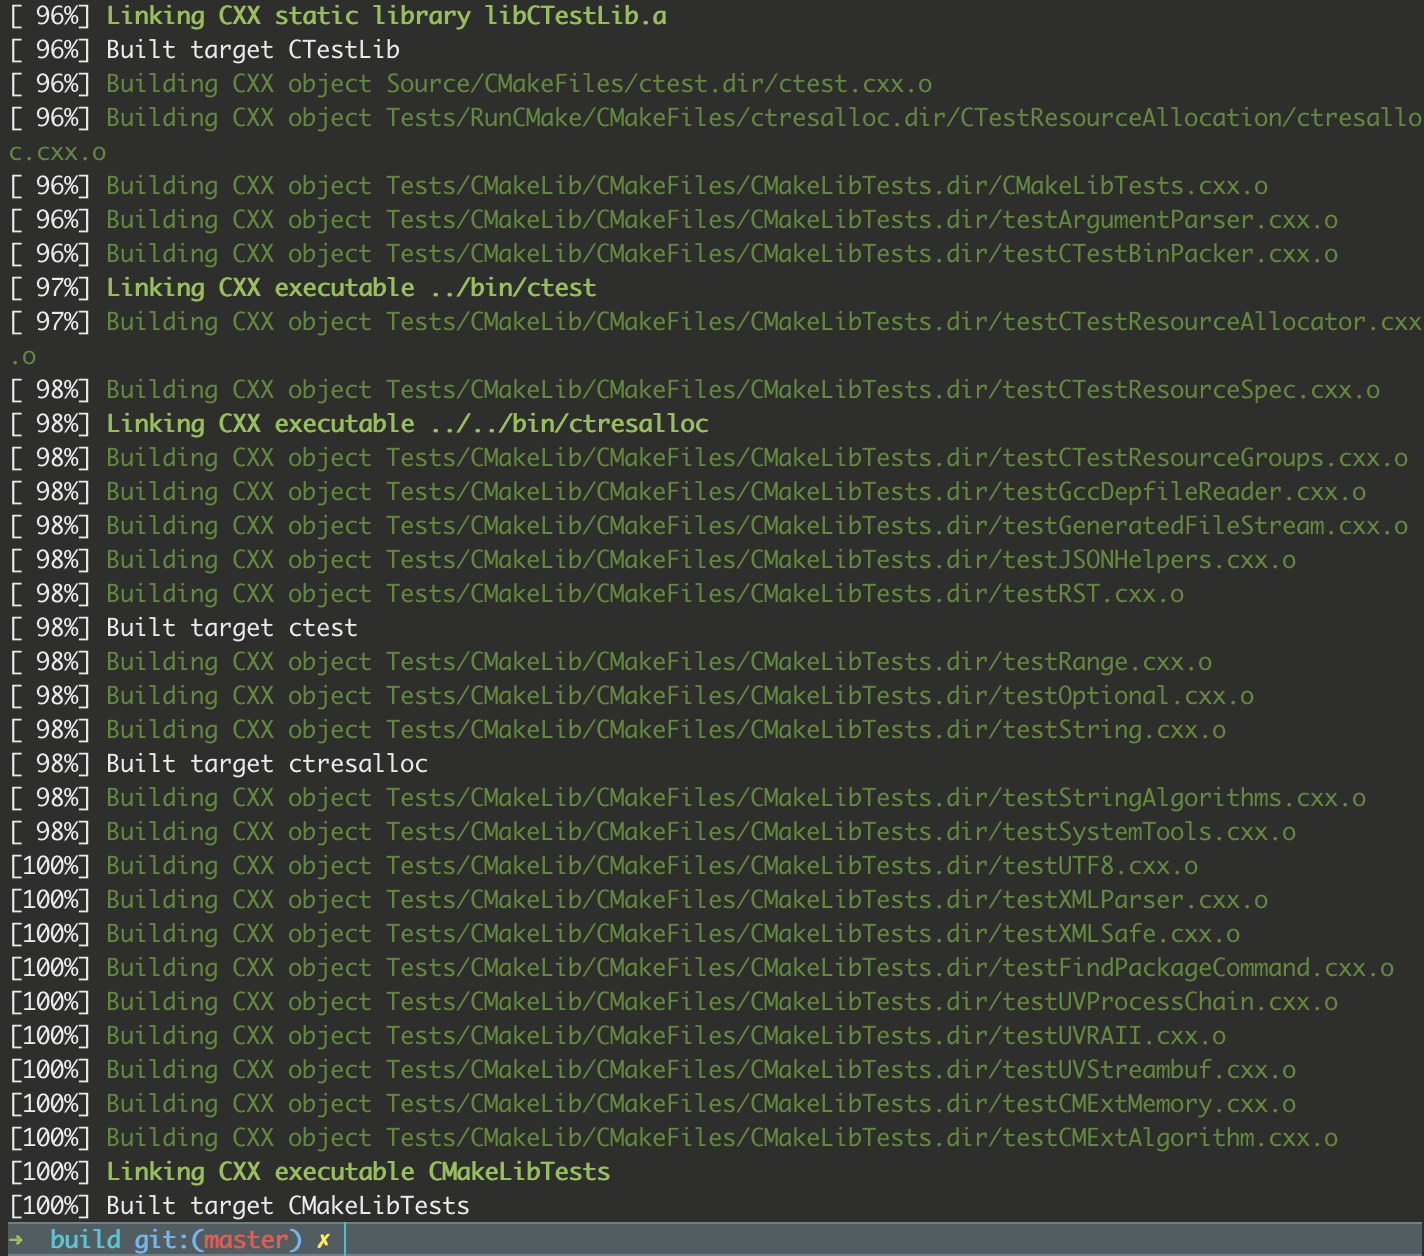 [ 96%] Linking CXX static library libCTestLib.a
[ 96%] Built target CTestLib
[ 96%] Building CXX object Source/CMakeFiles/ctest.dir/ctest.cxx.o
[ 96%] Building CXX object Tests/RunCMake/CMakeFiles/ctresalloc.dir/CTestResourceAllocation/ctresallo
c.cxx.o
[ 96%] Building CXX object Tests/CMakeLib/CMakeFiles/CMakeLibTests.dir/CMakeLibTests.cxx.o
[ 96%] Building CXX object Tests/CMakeLib/CMakeFiles/CMakeLibTests.dir/testArgumentParser.cxx.o
[ 96%] Building CXX object Tests/CMakeLib/CMakeFiles/CMakeLibTests.dir/testCTestBinPacker.cxx.o
[ 97%] Linking CXX executable ../bin/ctest
[ 97%] Building CXX object Tests/CMakeLib/CMakeFiles/CMakeLibTests.dir/testCTestResourceAllocator.cxx
.o
[ 98%] Building CXX object Tests/CMakeLib/CMakeFiles/CMakeLibTests.dir/testCTestResourceSpec.cxx.o
[ 98%] Linking CXX executable ../../bin/ctresalloc
[ 98%] Building CXX object Tests/CMakeLib/CMakeFiles/CMakeLibTests.dir/testCTestResourceGroups.cxx.o
[ 98%] Building CXX object Tests/CMakeLib/CMakeFiles/CMakeLibTests.dir/testGccDepfileReader.cxx.o
[ 98%] Building CXX object Tests/CMakeLib/CMakeFiles/CMakeLibTests.dir/testGeneratedFileStream.cxx.o
[ 98%] Building CXX object Tests/CMakeLib/CMakeFiles/CMakeLibTests.dir/testJSONHelpers.cxx.o
[ 98%] Building CXX object Tests/CMakeLib/CMakeFiles/CMakeLibTests.dir/testRST.cxx.o
[ 98%] Built target ctest
[ 98%] Building CXX object Tests/CMakeLib/CMakeFiles/CMakeLibTests.dir/testRange.cxx.o
[ 98%] Building CXX object Tests/CMakeLib/CMakeFiles/CMakeLibTests.dir/testOptional.cxx.o
[ 98%] Building CXX object Tests/CMakeLib/CMakeFiles/CMakeLibTests.dir/testString.cxx.o
[ 98%] Built target ctresalloc
[ 98%] Building CXX object Tests/CMakeLib/CMakeFiles/CMakeLibTests.dir/testStringAlgorithms.cxx.o
[ 98%] Building CXX object Tests/CMakeLib/CMakeFiles/CMakeLibTests.dir/testSystemTools.cxx.o
[100%] Building CXX object Tests/CMakeLib/CMakeFiles/CMakeLibTests.dir/testUTF8.cxx.o
[100%] Building CXX object Tests/CMakeLib/CMakeFiles/CMakeLibTests.dir/testXMLParser.cxx.o
[100%] Building CXX object Tests/CMakeLib/CMakeFiles/CMakeLibTests.dir/testXMLSafe.cxx.o
[100%] Building CXX object Tests/CMakeLib/CMakeFiles/CMakeLibTests.dir/testFindPackageCommand.cxx.o
[100%] Building CXX object Tests/CMakeLib/CMakeFiles/CMakeLibTests.dir/testUVProcessChain.cxx.o
[100%] Building CXX object Tests/CMakeLib/CMakeFiles/CMakeLibTests.dir/testUVRAII.cxx.o
[100%] Building CXX object Tests/CMakeLib/CMakeFiles/CMakeLibTests.dir/testUVStreambuf.cxx.o
[100%] Building CXX object Tests/CMakeLib/CMakeFiles/CMakeLibTests.dir/testCMExtMemory.cxx.o
[100%] Building CXX object Tests/CMakeLib/CMakeFiles/CMakeLibTests.dir/testCMExtAlgorithm.cxx.o
[100%] Linking CXX executable CMakeLibTests
[100%] Built target CMakeLibTests
➜  build git:(master) ✗